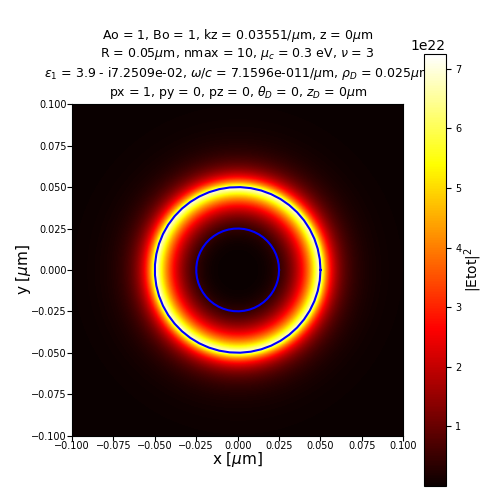 Ao = 1, Bo = 1, kz = 0.03551/μm, z = 0μm
R = 0.05μm, nmax = 10, μc = 0.3 eV, ν = 3
ε1 = 3.9 - i7.2509e-02, ω/c = 7.1596e-011/μm, ρD = 0.025μm
px = 1, py = 0, pz = 0, θD = 0, zD = 0μm
1e22
0.100
0.075
0.050
0.025
0.000
−0.025
−0.050
−0.075
−0.100
y [μm]
−0.100 −0.075 −0.050 −0.025 0.000 0.025 0.050 0.075 0.100
x [μm]
7
6
5
4
3
2
1
|Etot|²